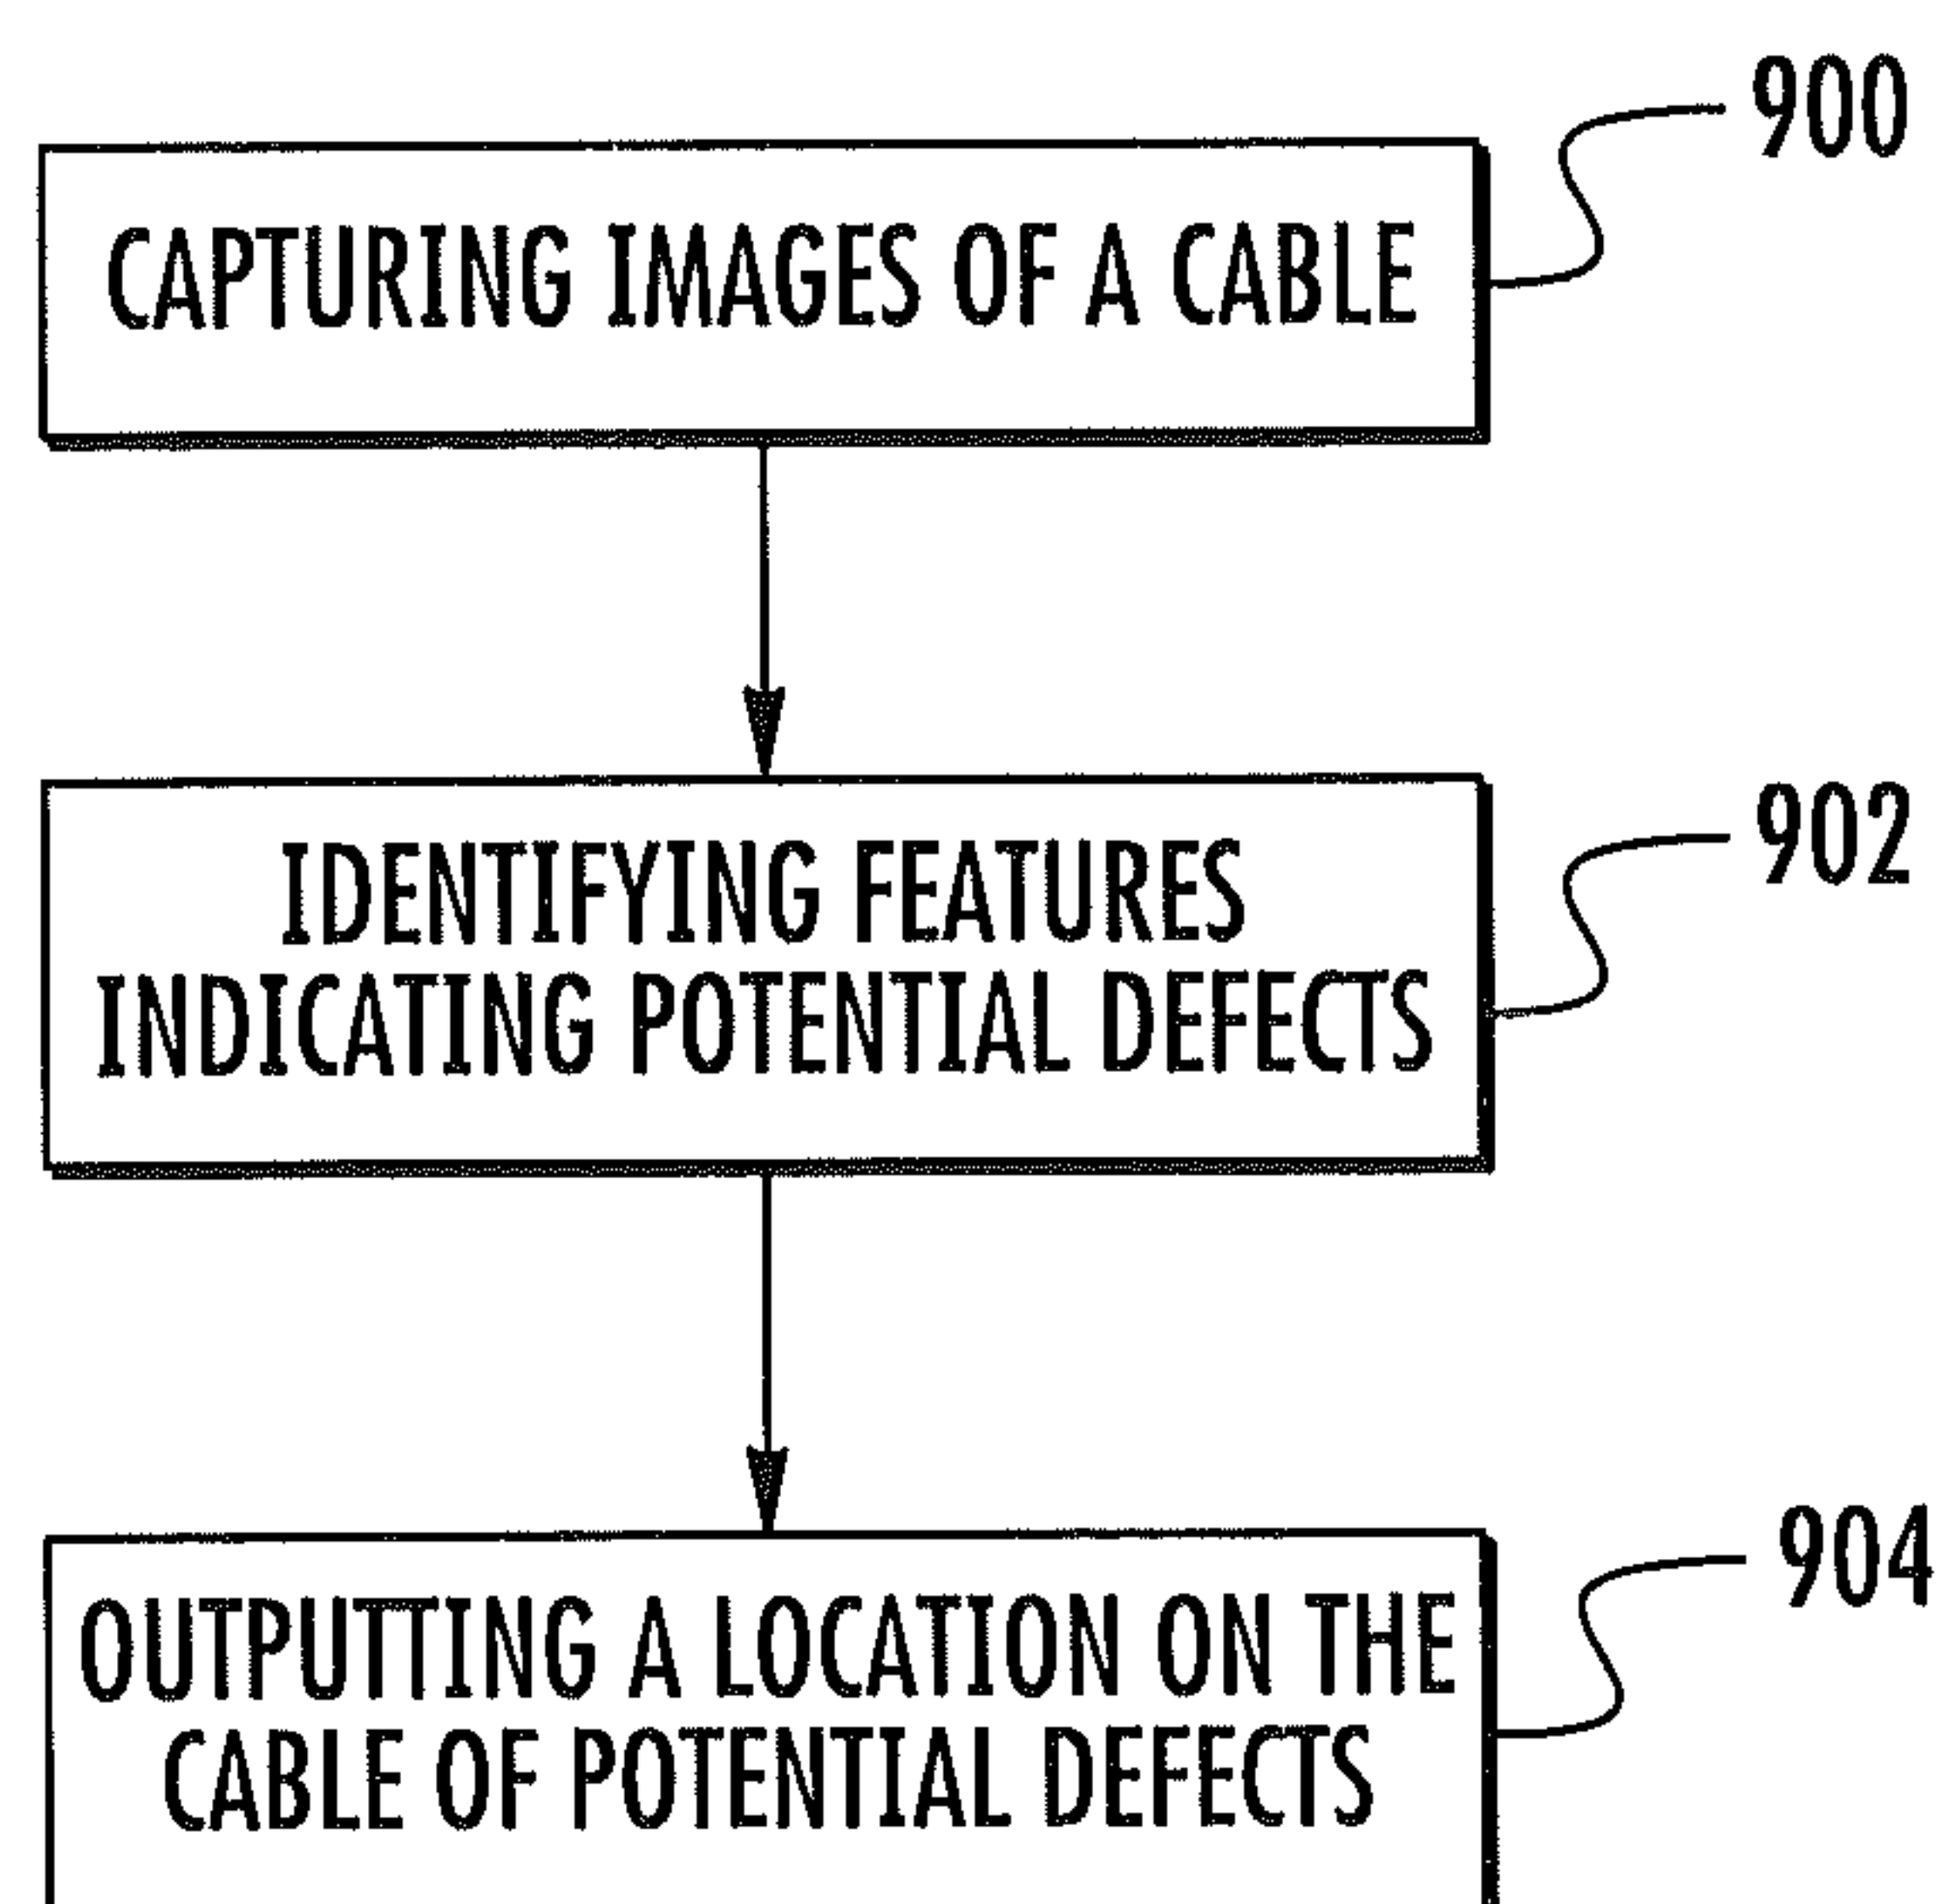 900
CAPTURING IMAGES OF A CABLE
902
IDENTIFYING FEATURES
INDICATING POTENTIAL DEFECTS
904
OUTPUTTING A LOCATION ON THE
CABLE OF POTENTIAL DEFECTS